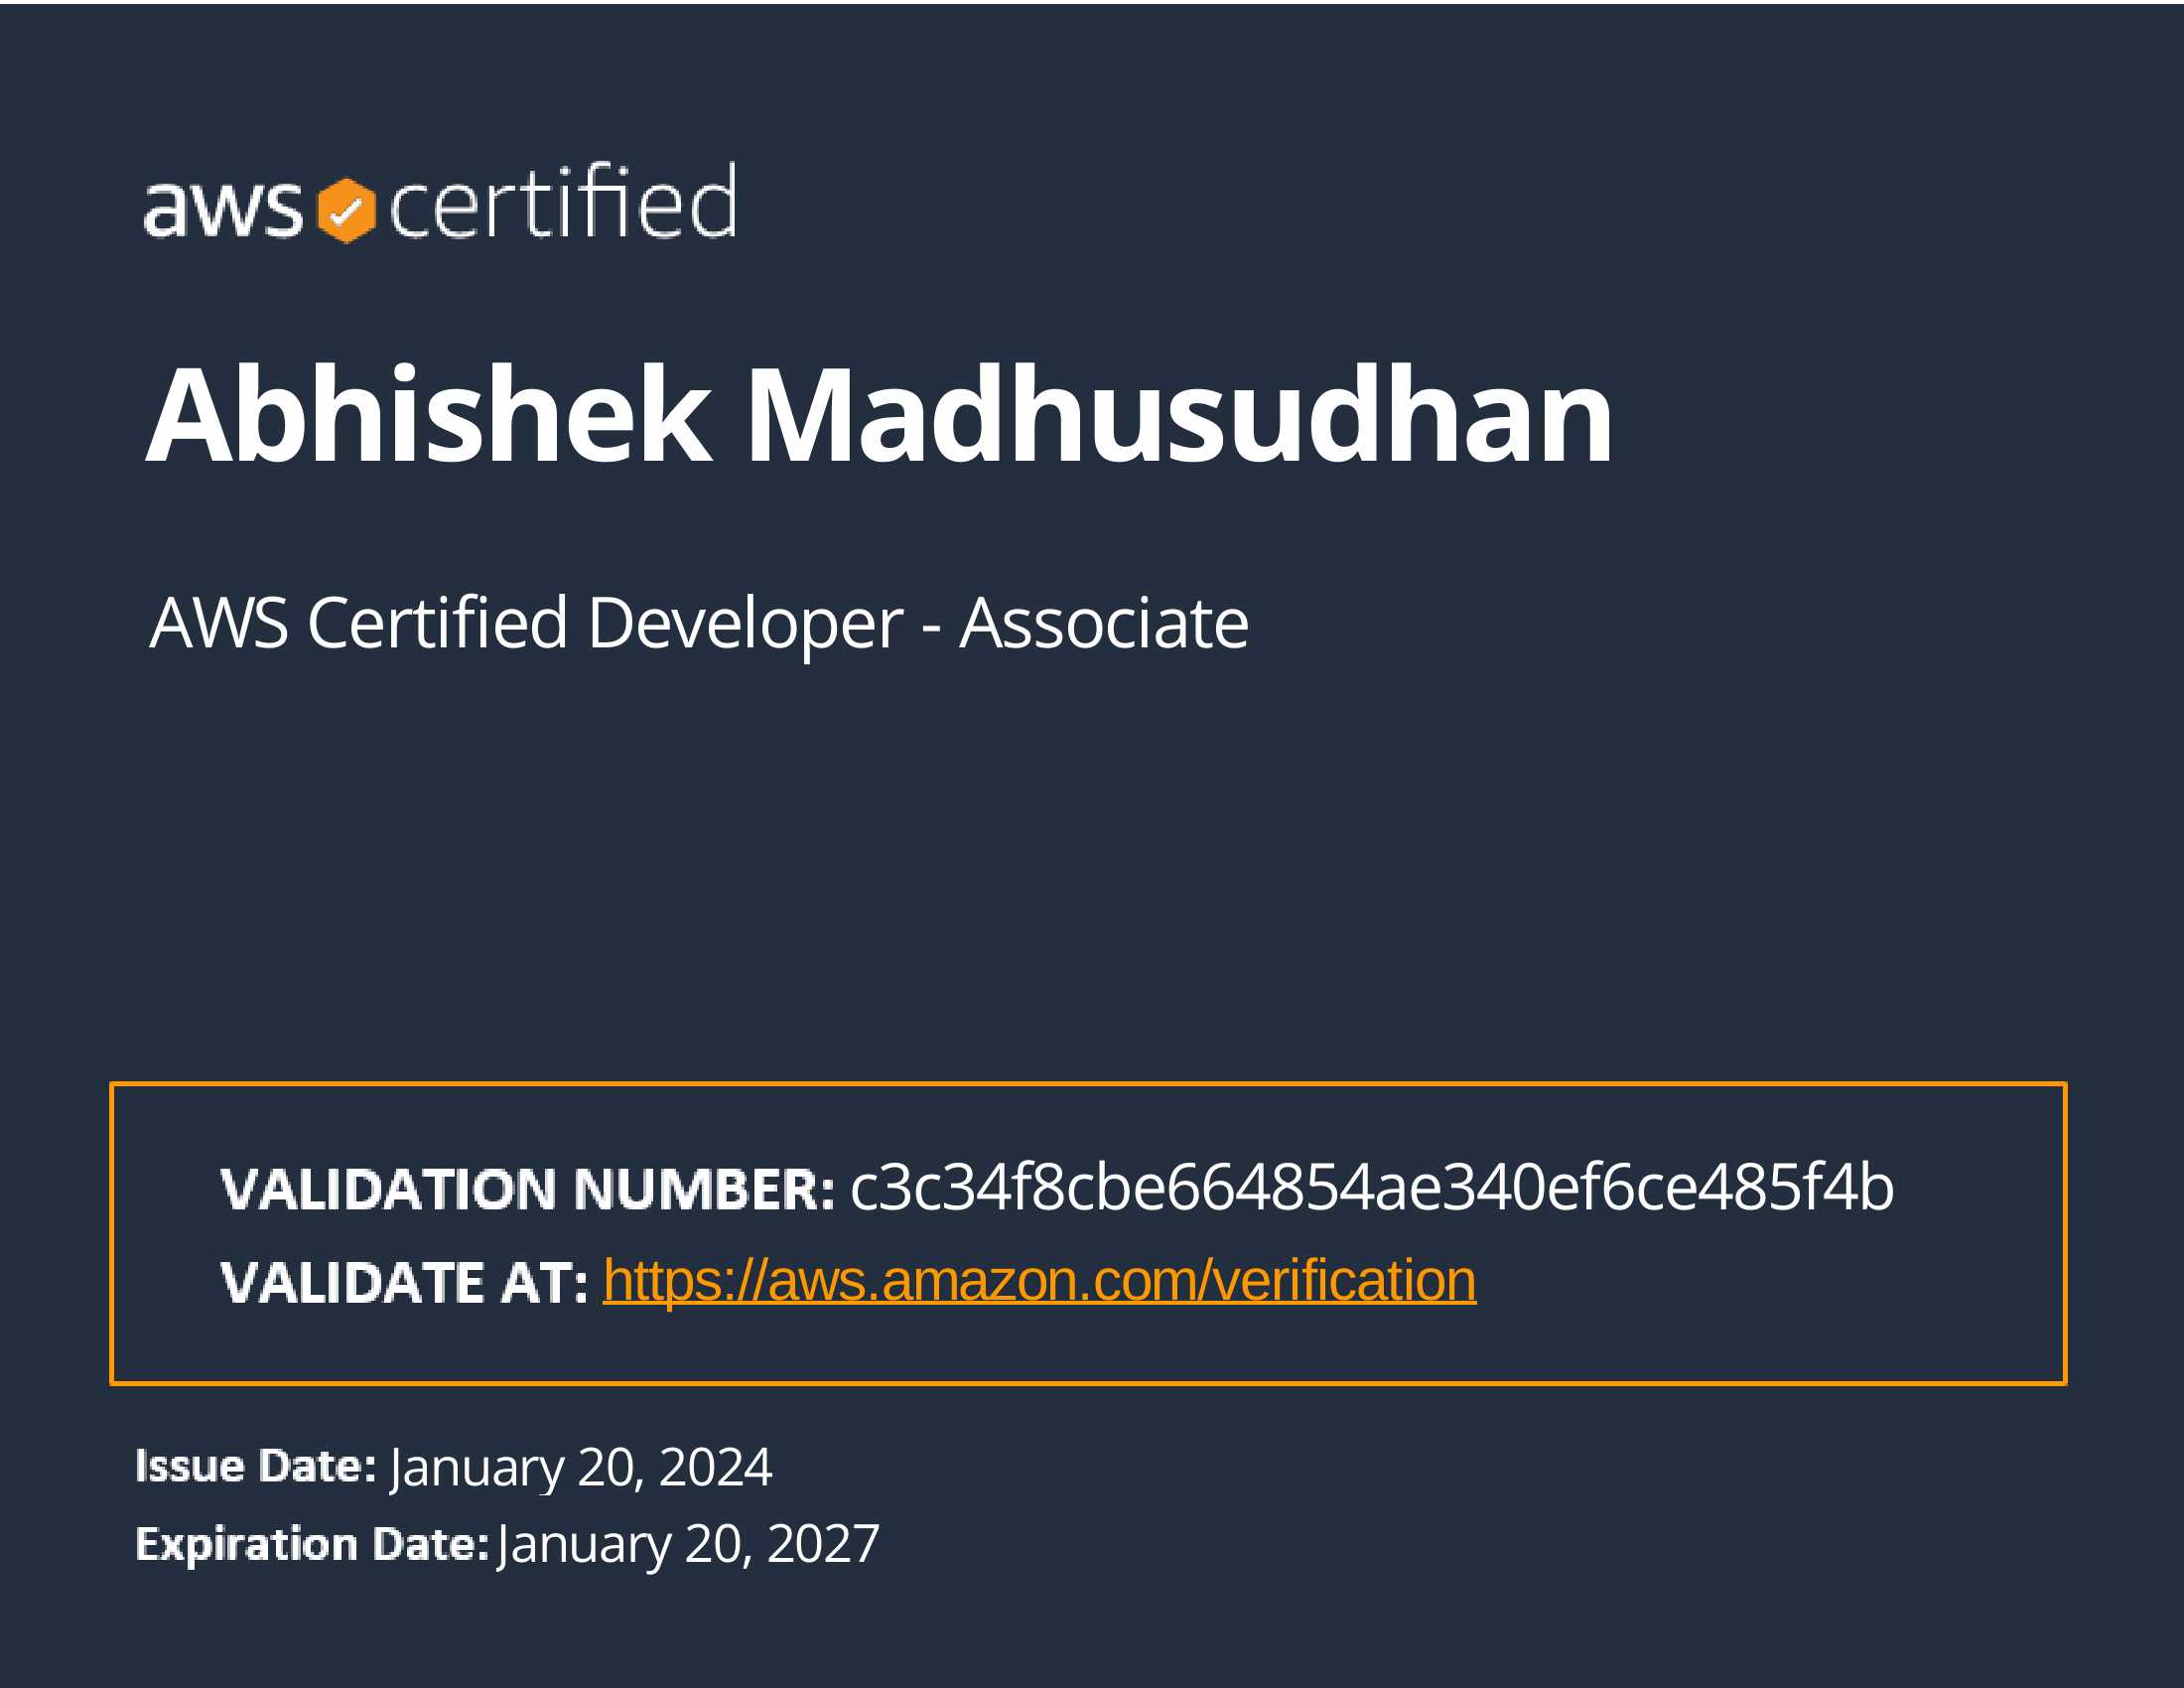 aws certified
Abhishek Madhusudhan
AWS Certified Developer - Associate
VALIDATION NUMBER: c3c34f8cbe664854ae340ef6ce485f4b
VALIDATE AT: https://aws.amazon.com/verification
Issue Date: January 20, 2024
Expiration Date: January 20, 2027